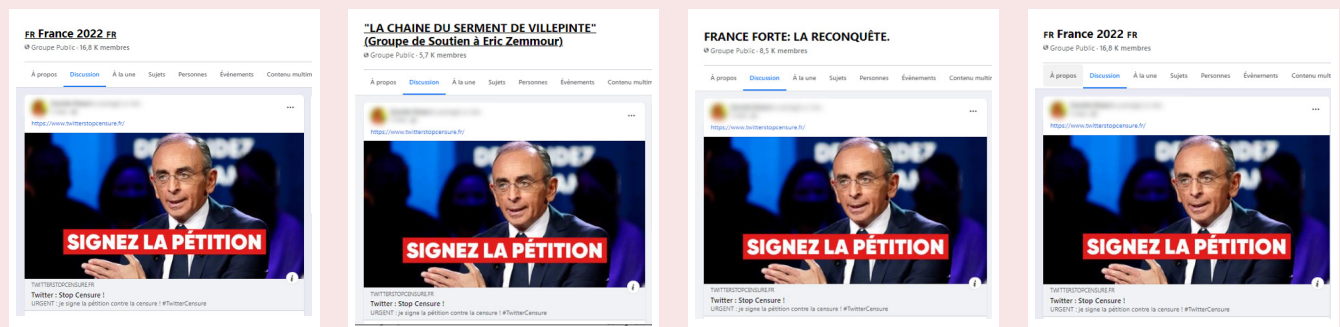 FR France 2022 FR
Groupe Public · 16,8 K membres
À propos Discussion À la une Sujets Personnes Événements Contenu multim
https://www.twitterstopcensure.fr/
SIGNEZ LA PÉTITION
TWITTERSTOPCENSURE.FR
Twitter : Stop Censure !
URGENT : je signe la pétition contre la censure ! #TwitterCensure
"LA CHAINE DU SERMENT DE VILLEPINTE"
(Groupe de Soutien à Eric Zemmour)
Groupe Public · 5,7 K membres
À propos Discussion À la une Sujets Personnes Événements Contenu multim
https://www.twitterstopcensure.fr/
SIGNEZ LA PÉTITION
TWITTERSTOPCENSURE.FR
Twitter : Stop Censure !
URGENT : je signe la pétition contre la censure ! #TwitterCensure
FRANCE FORTE: LA RECONQUÊTE.
Groupe Public · 8,5 K membres
À propos Discussion À la une Sujets Personnes Événements Contenu multim
https://www.twitterstopcensure.fr/
SIGNEZ LA PÉTITION
TWITTERSTOPCENSURE.FR
Twitter : Stop Censure !
URGENT : je signe la pétition contre la censure ! #TwitterCensure
FR France 2022 FR
Groupe Public · 16,8 K membres
À propos Discussion À la une Sujets Personnes Événements Contenu mult
https://www.twitterstopcensure.fr/
SIGNEZ LA PÉTITION
TWITTERSTOPCENSURE.FR
Twitter : Stop Censure !
URGENT : je signe la pétition contre la censure ! #TwitterCensure